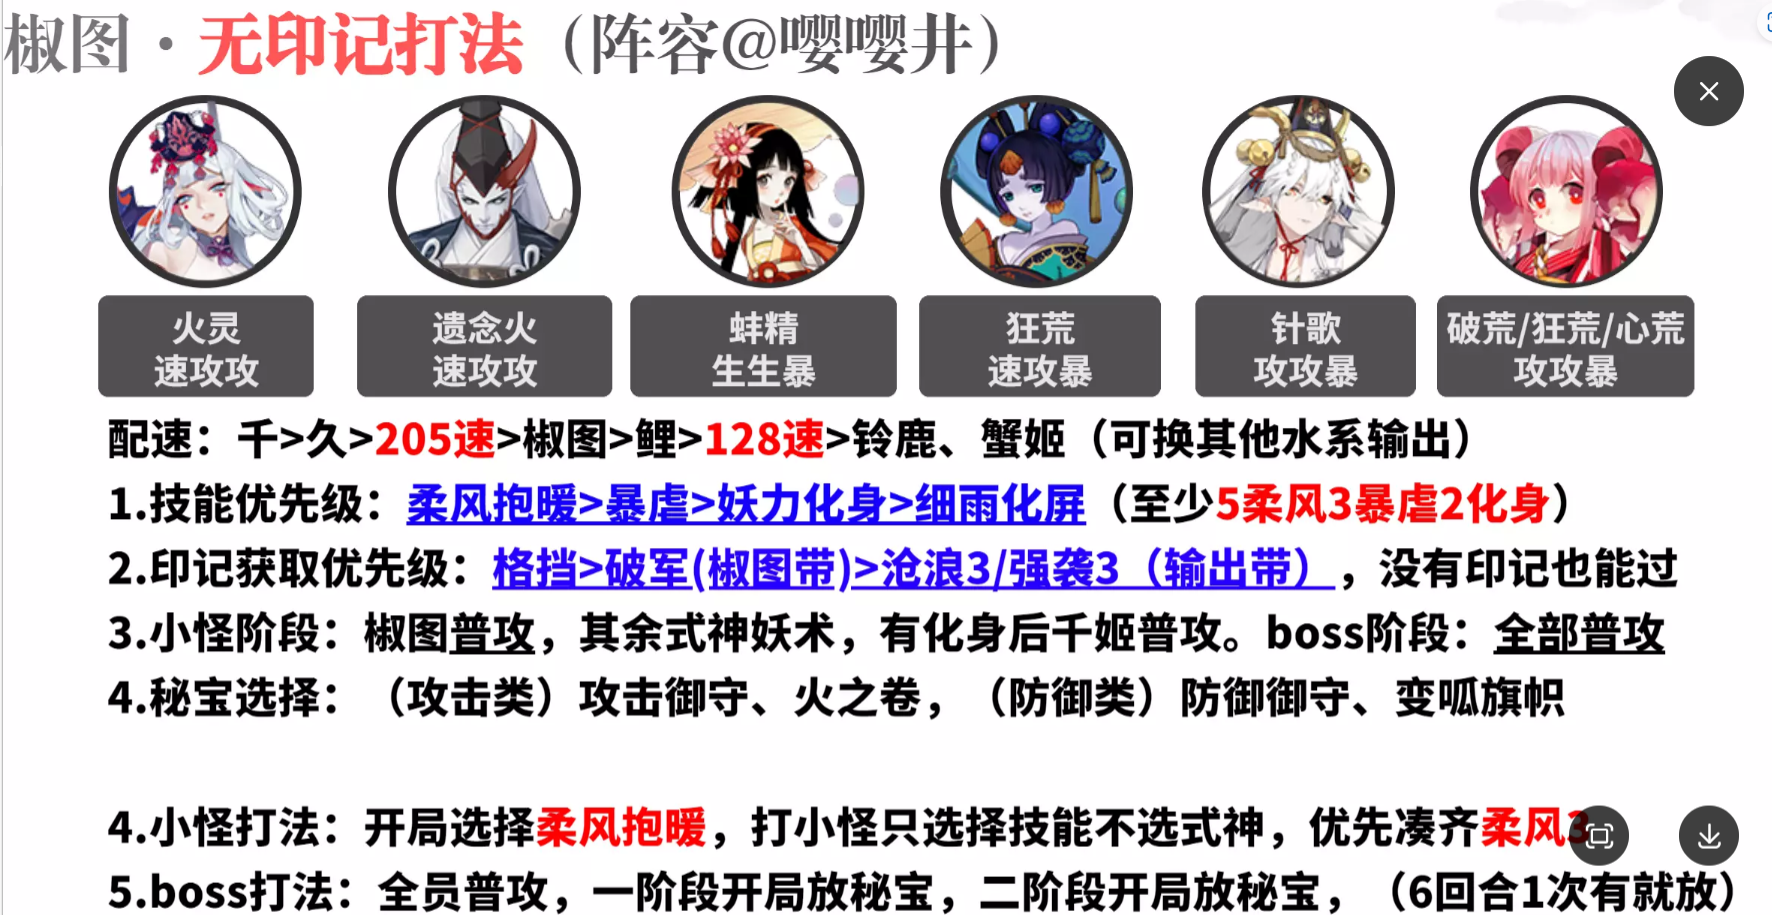 椒图·无印记打法（阵容@嘤嘤井）
火灵
速攻攻
遗念火
速攻攻
蚌精
生生暴
狂荒
速攻暴
针歌
攻攻暴
破荒/狂荒/心荒
攻攻暴
配速：千>久>205速>椒图>鲤>128速>铃鹿、蟹姬（可换其他水系输出）
1.技能优先级：柔风抱暖>暴虐>妖力化身>细雨化屏（至少5柔风3暴虐2化身）
2.印记获取优先级：格挡>破军(椒图带)>沧浪3/强袭3（输出带），没有印记也能过
3.小怪阶段：椒图普攻，其余式神妖术，有化身后千姬普攻。boss阶段：全部普攻
4.秘宝选择：（攻击类）攻击御守、火之卷，（防御类）防御御守、变呱旗帜
4.小怪打法：开局选择柔风抱暖，打小怪只选择技能不选式神，优先凑齐柔风3
5.boss打法：全员普攻，一阶段开局放秘宝，二阶段开局放秘宝，（6回合1次有就放）